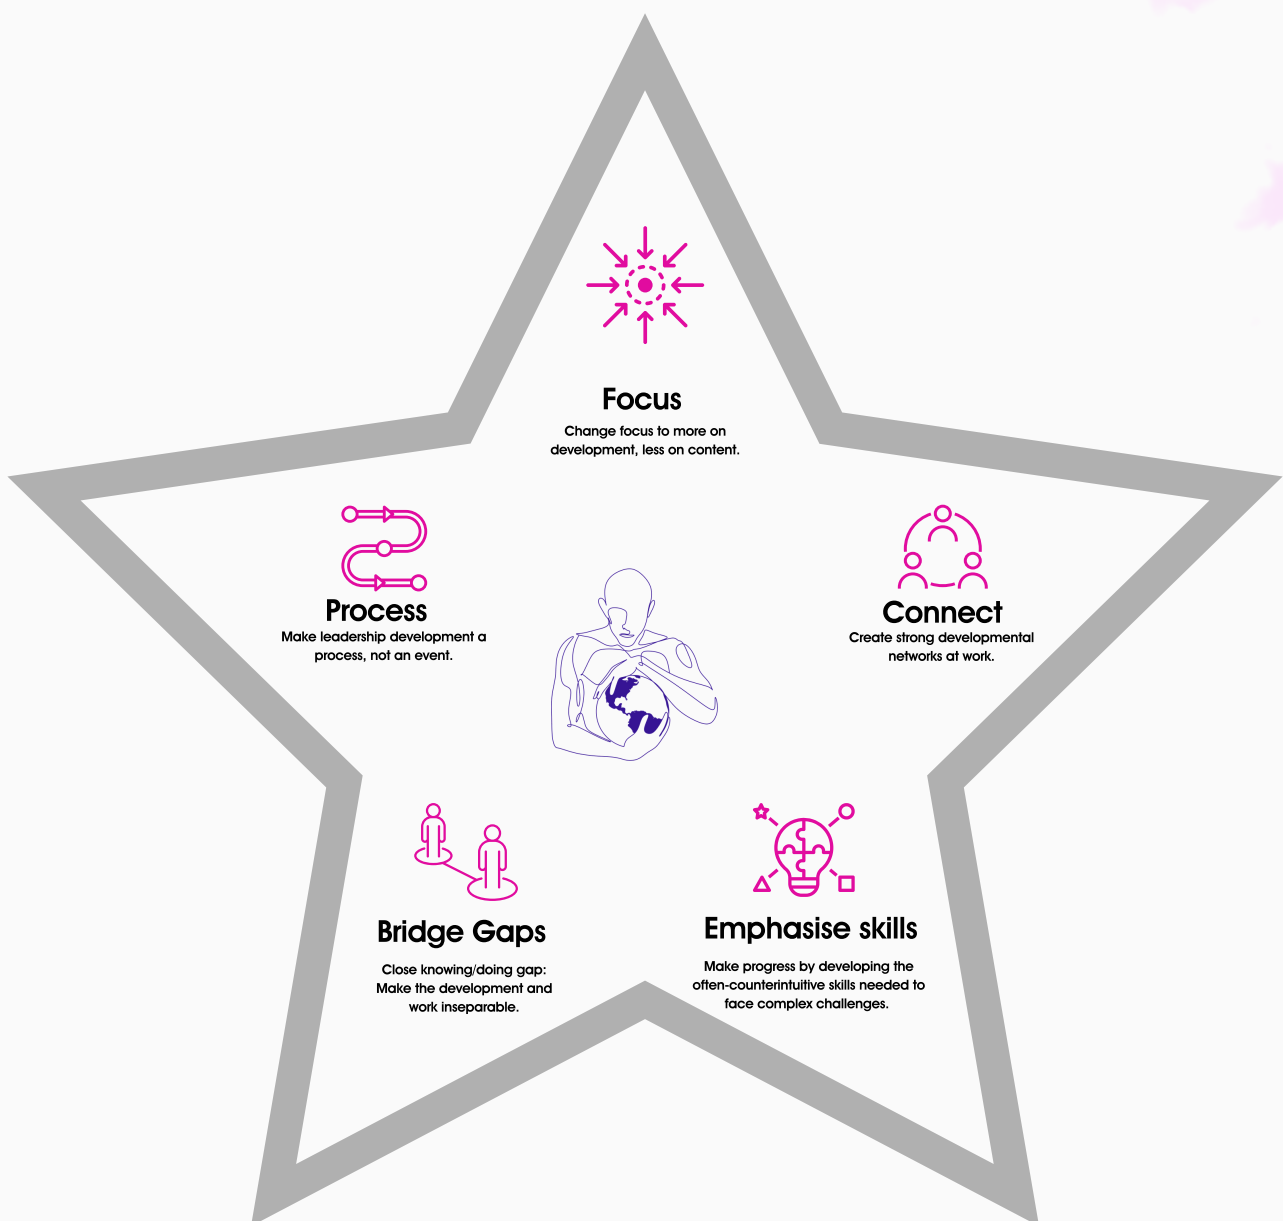 Focus
Change focus to more on
development, less on content.
Process
Make leadership development a
process, not an event.
Connect
Create strong developmental
networks at work.
Bridge Gaps
Close knowing/doing gap:
Make the development and
work inseparable.
Emphasise skills
Make progress by developing the
often-counterintuitive skills needed to
face complex challenges.